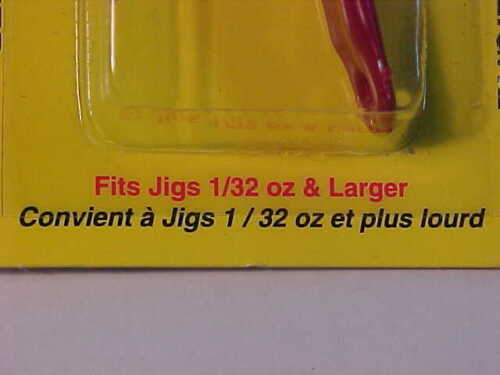 Fits Jigs 1/32 oz & Larger
Convient à Jigs 1 / 32 oz et plus lourd